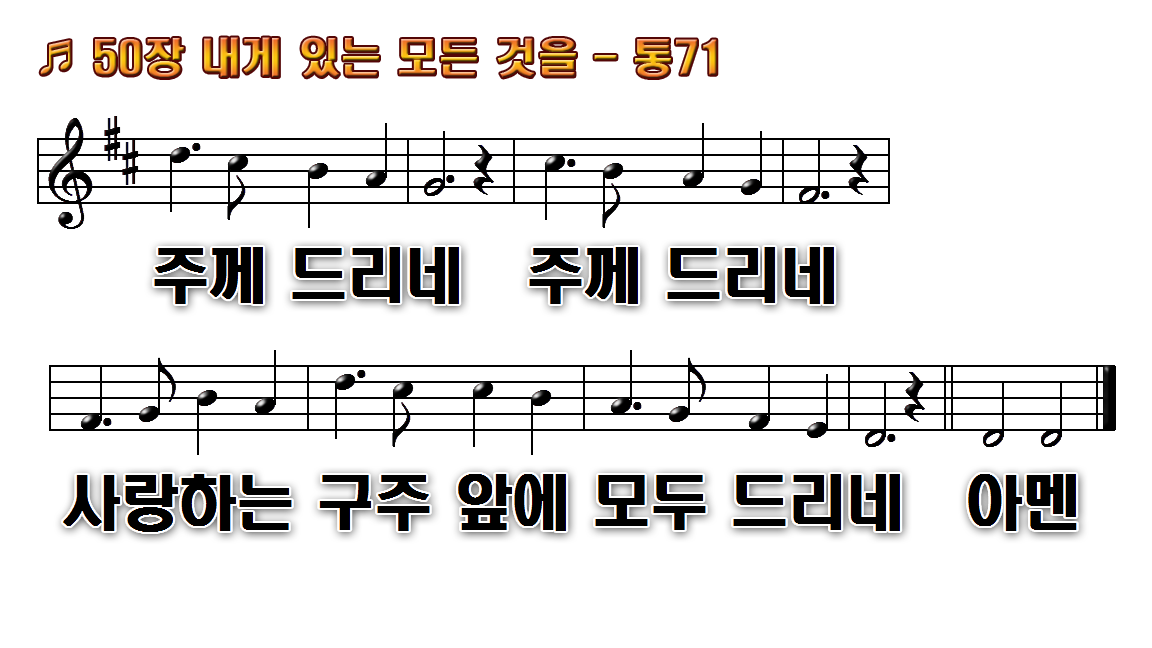 ♬ 50장 내게 있는 모든 것을 - 통71
주께 드리네 주께 드리네
사랑하는 구주 앞에 모두 드리네 아멘